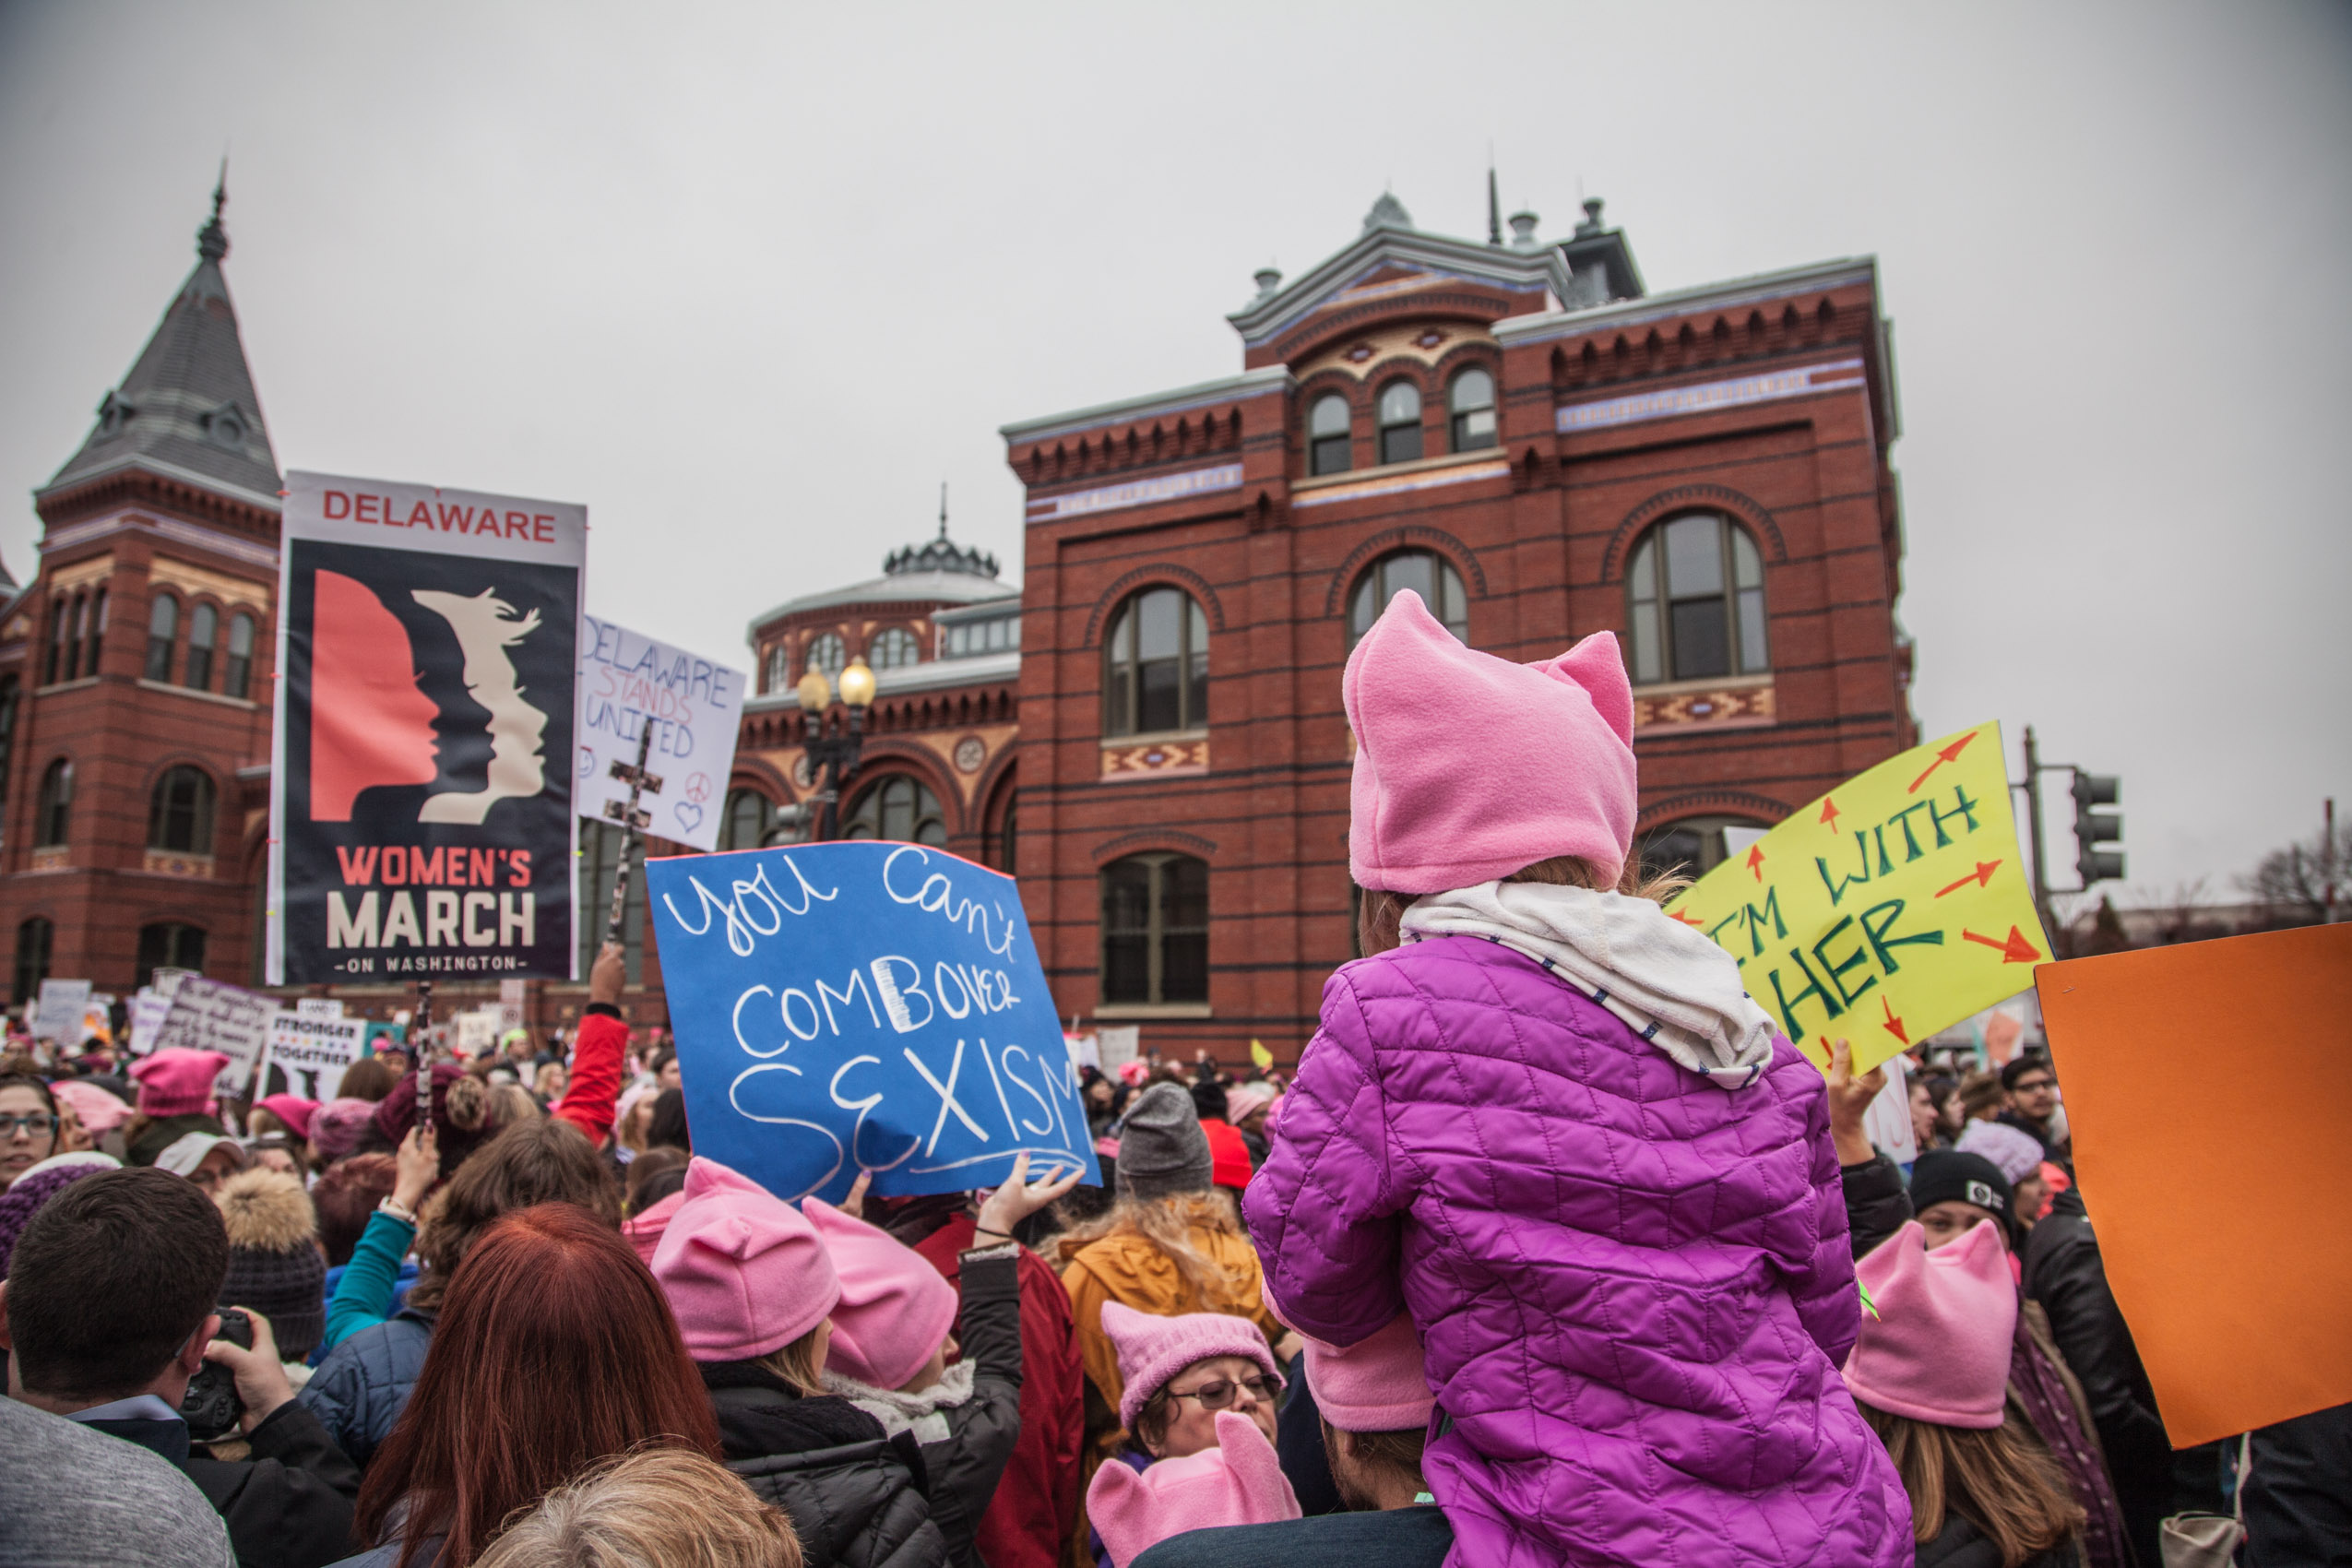 DELAWARE
WOMEN'S
MARCH
-ON WASHINGTON-
DELAWARE
STANDS
UNITED
You Can't
COMBOVER
SEXISM
I'M WITH
HER
STRONGER
TOGETHER